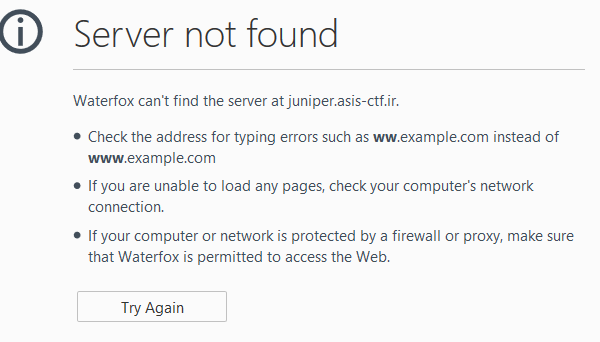 Server not found
Waterfox can't find the server at juniper.asis-ctf.ir.
Check the address for typing errors such as ww.example.com instead of
www.example.com
If you are unable to load any pages, check your computer's network
connection.
If your computer or network is protected by a firewall or proxy, make sure
that Waterfox is permitted to access the Web.
Try Again